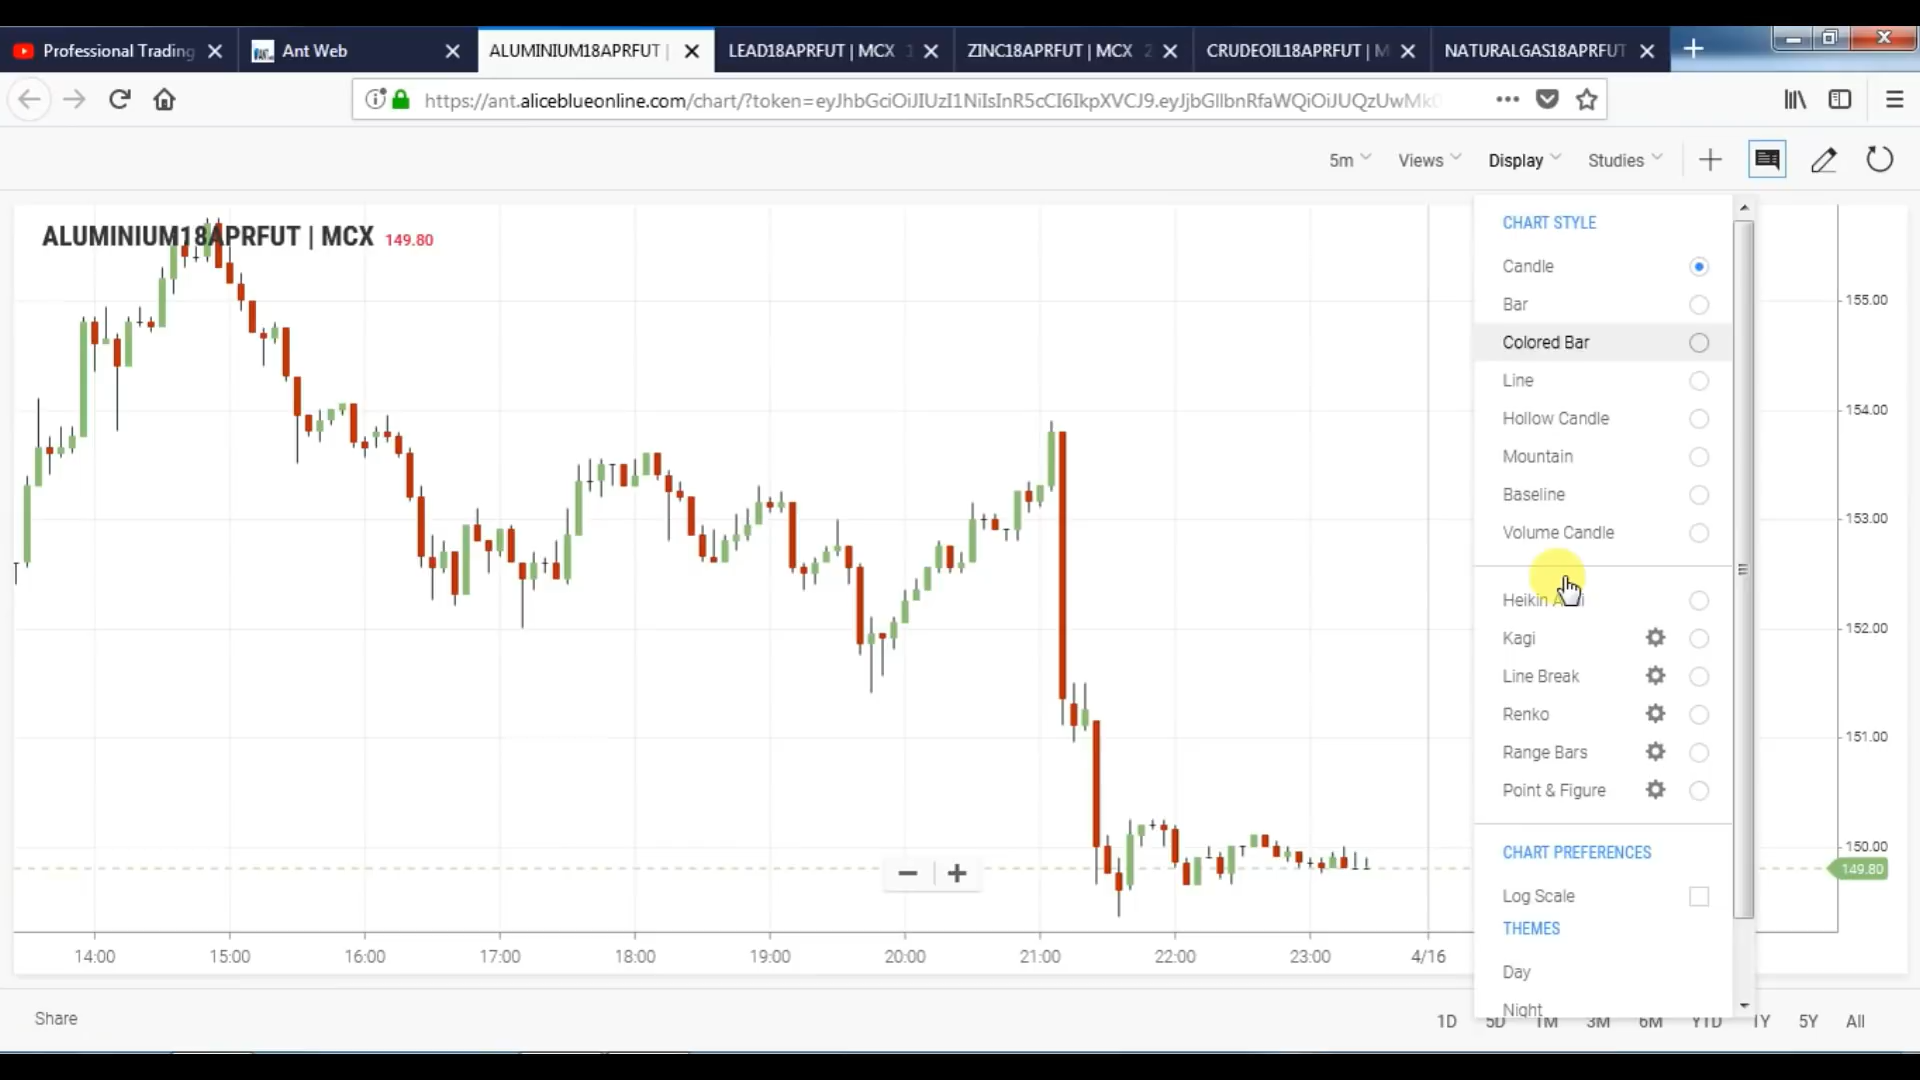 Professional Trading
Ant Web
ALUMINIUM18APRFUT |
LEAD18APRFUT | MCX
ZINC18APRFUT | MCX
CRUDEOIL18APRFUT | M
NATURALGAS18APRFUT
https://ant.aliceblueonline.com/chart/?token=eyJhbGciOiJIUzI1NiIsInR5cCI6IkpXVCJ9.eyJjbGllbnRfaWQiOiJUQzUwMk
5m Views Display Studies
ALUMINIUM18APRFUT | MCX 149.80
CHART STYLE
Candle
Bar
Colored Bar
Line
Hollow Candle
Mountain
Baseline
Volume Candle
Heikin
Kagi
Line Break
Renko
Range Bars
Point & Figure
CHART PREFERENCES
Log Scale
THEMES
Day
Night
155.00
154.00
153.00
152.00
151.00
150.00
149.80
14:00 15:00 16:00 17:00 18:00 19:00 20:00 21:00 22:00 23:00 4/16
Share
1D 5D 1M 3M 6M YTD 1Y 5Y All